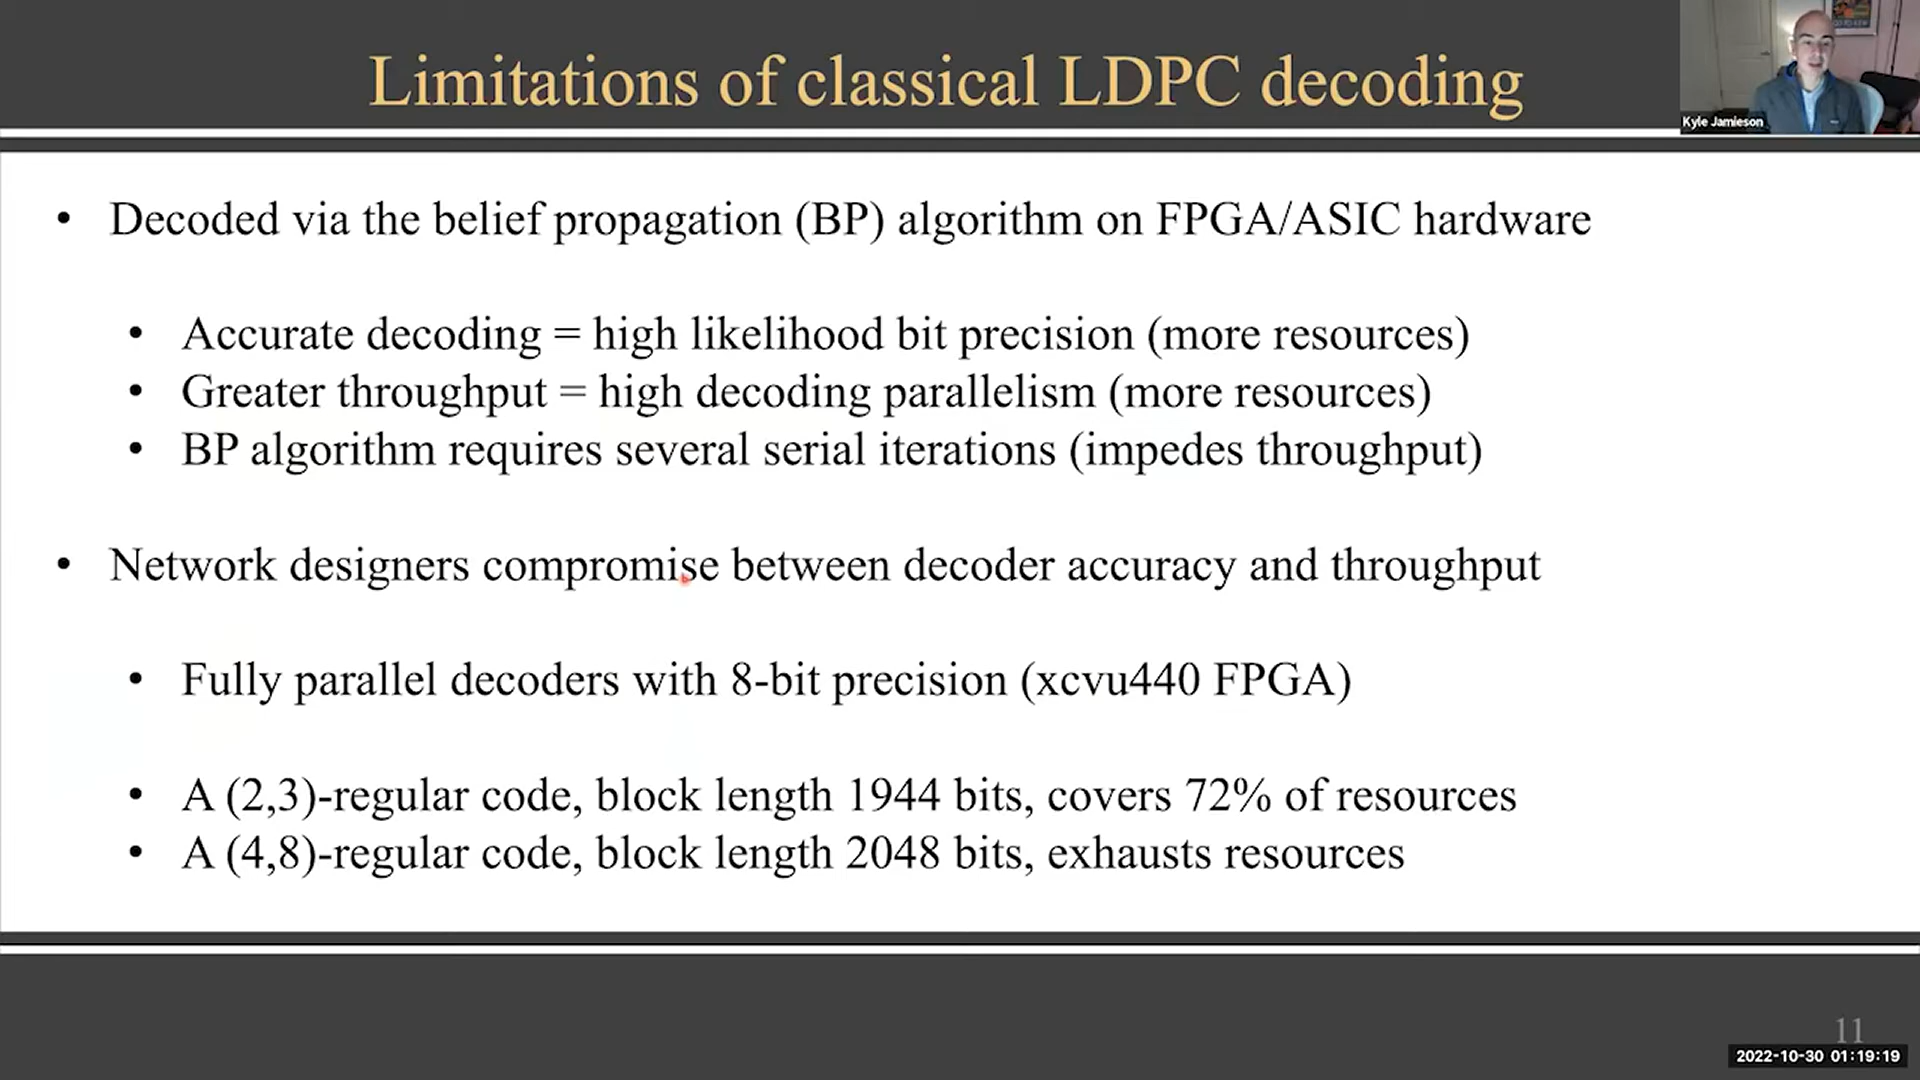 Limitations of classical LDPC decoding
Kyle Jamieson
• Decoded via the belief propagation (BP) algorithm on FPGA/ASIC hardware
• Accurate decoding = high likelihood bit precision (more resources)
• Greater throughput = high decoding parallelism (more resources)
• BP algorithm requires several serial iterations (impedes throughput)
• Network designers compromise between decoder accuracy and throughput
• Fully parallel decoders with 8-bit precision (xcvu440 FPGA)
• A (2,3)-regular code, block length 1944 bits, covers 72% of resources
• A (4,8)-regular code, block length 2048 bits, exhausts resources
11
2022-10-30 01:19:19